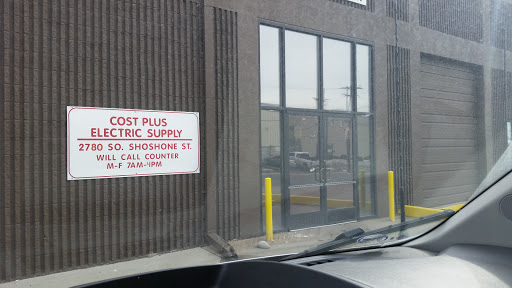 COST PLUS
ELECTRIC SUPPLY
2780 SO. SHOSHONE ST.
WILL CALL COUNTER
M-F 7AM-4PM